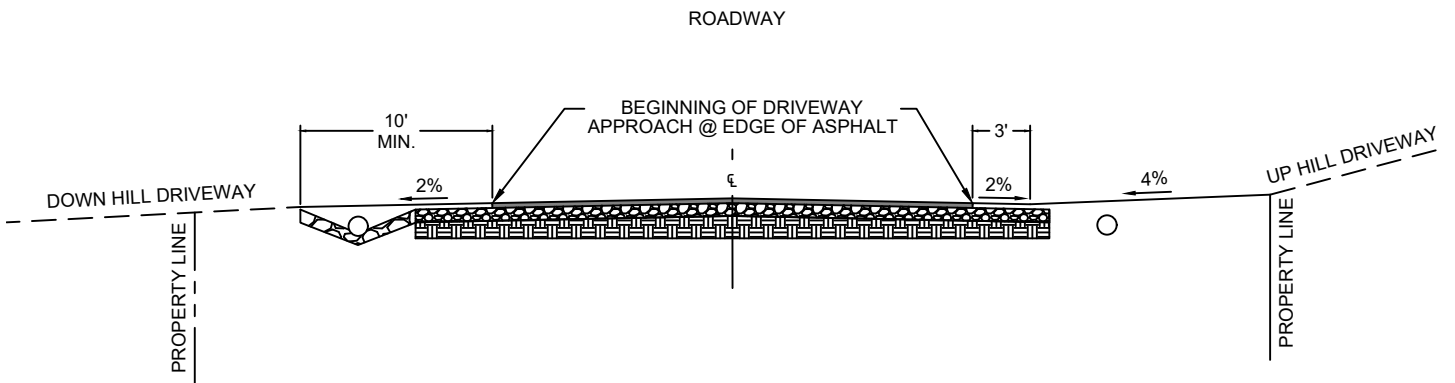 ROADWAY
BEGINNING OF DRIVEWAY
APPROACH @ EDGE OF ASPHALT
10'
MIN.
3'
DOWN HILL DRIVEWAY
2%
℄
2%
4%
UP HILL DRIVEWAY
PROPERTY LINE
PROPERTY LINE